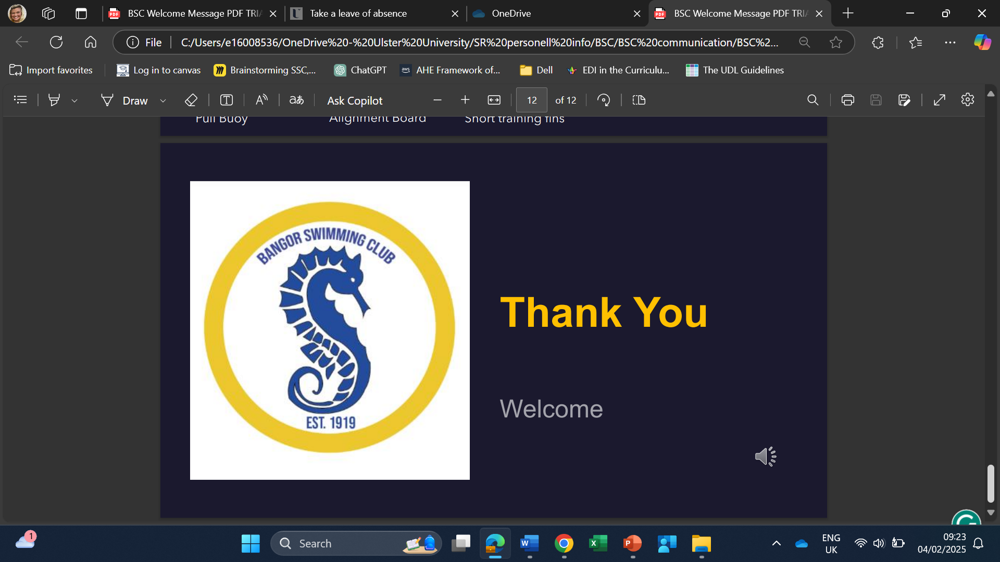 BSC Welcome Message PDF TRIA
Take a leave of absence
OneDrive
BSC Welcome Message PDF TRIA
File
C:/Users/e16008536/OneDrive%20-%20Ulster%20University/SR%20personell%20info/BSC/BSC%20communication/BSC%2...
Import favorites
Log in to canvas
Brainstorming SSC,...
ChatGPT
AHE Framework of...
Dell
EDI in the Curriculu...
The UDL Guidelines
Draw
Ask Copilot
12
of 12
Pull Buoy
Alignment Board
Short training fins
BANGOR SWIMMING CLUB
EST. 1919
Thank You
Welcome
1
Search
ENG
UK
09:23
04/02/2025